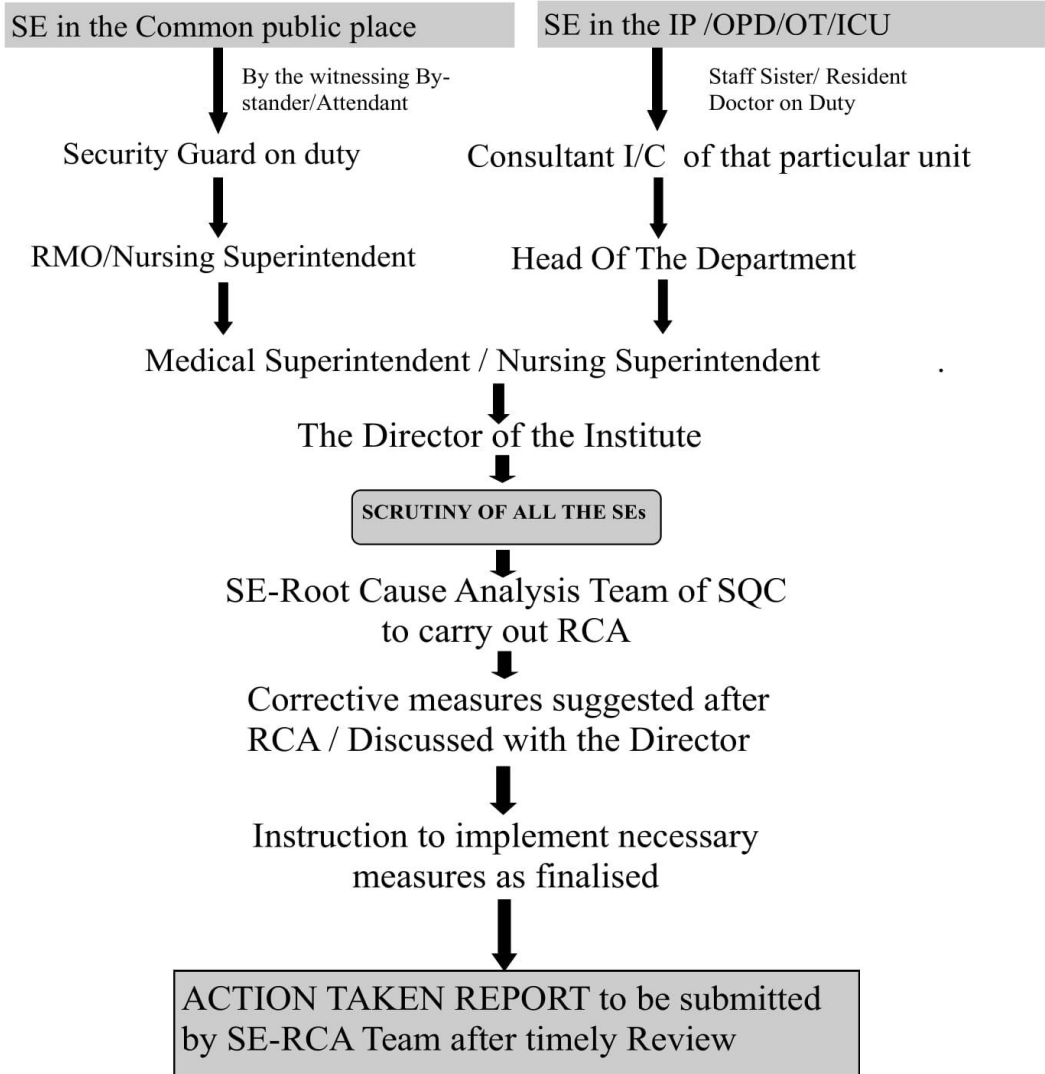 SE in the Common public place
SE in the IP /OPD/OT/ICU
By the witnessing By-
stander/Attendant
Staff Sister/ Resident
Doctor on Duty
Security Guard on duty
Consultant I/C of that particular unit
RMO/Nursing Superintendent
Head Of The Department
Medical Superintendent / Nursing Superintendent .
The Director of the Institute
SCRUTINY OF ALL THE SEs
SE-Root Cause Analysis Team of SQC
to carry out RCA
Corrective measures suggested after
RCA / Discussed with the Director
Instruction to implement necessary
measures as finalised
ACTION TAKEN REPORT to be submitted
by SE-RCA Team after timely Review